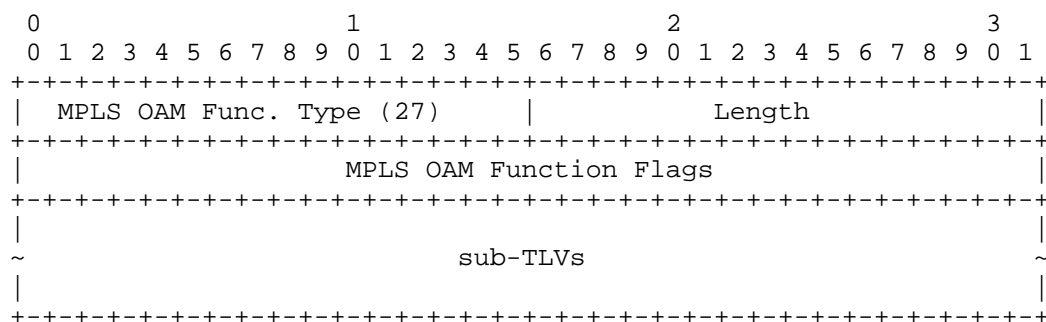 0                   1                   2                   3
 0 1 2 3 4 5 6 7 8 9 0 1 2 3 4 5 6 7 8 9 0 1 2 3 4 5 6 7 8 9 0 1
+-+-+-+-+-+-+-+-+-+-+-+-+-+-+-+-+-+-+-+-+-+-+-+-+-+-+-+-+-+-+-+-+
|  MPLS OAM Func. Type (27)     |           Length              |
+-+-+-+-+-+-+-+-+-+-+-+-+-+-+-+-+-+-+-+-+-+-+-+-+-+-+-+-+-+-+-+-+
|                    MPLS OAM Function Flags                    |
+-+-+-+-+-+-+-+-+-+-+-+-+-+-+-+-+-+-+-+-+-+-+-+-+-+-+-+-+-+-+-+-+
|                                                               |
~                           sub-TLVs                            ~
|                                                               |
+-+-+-+-+-+-+-+-+-+-+-+-+-+-+-+-+-+-+-+-+-+-+-+-+-+-+-+-+-+-+-+-+